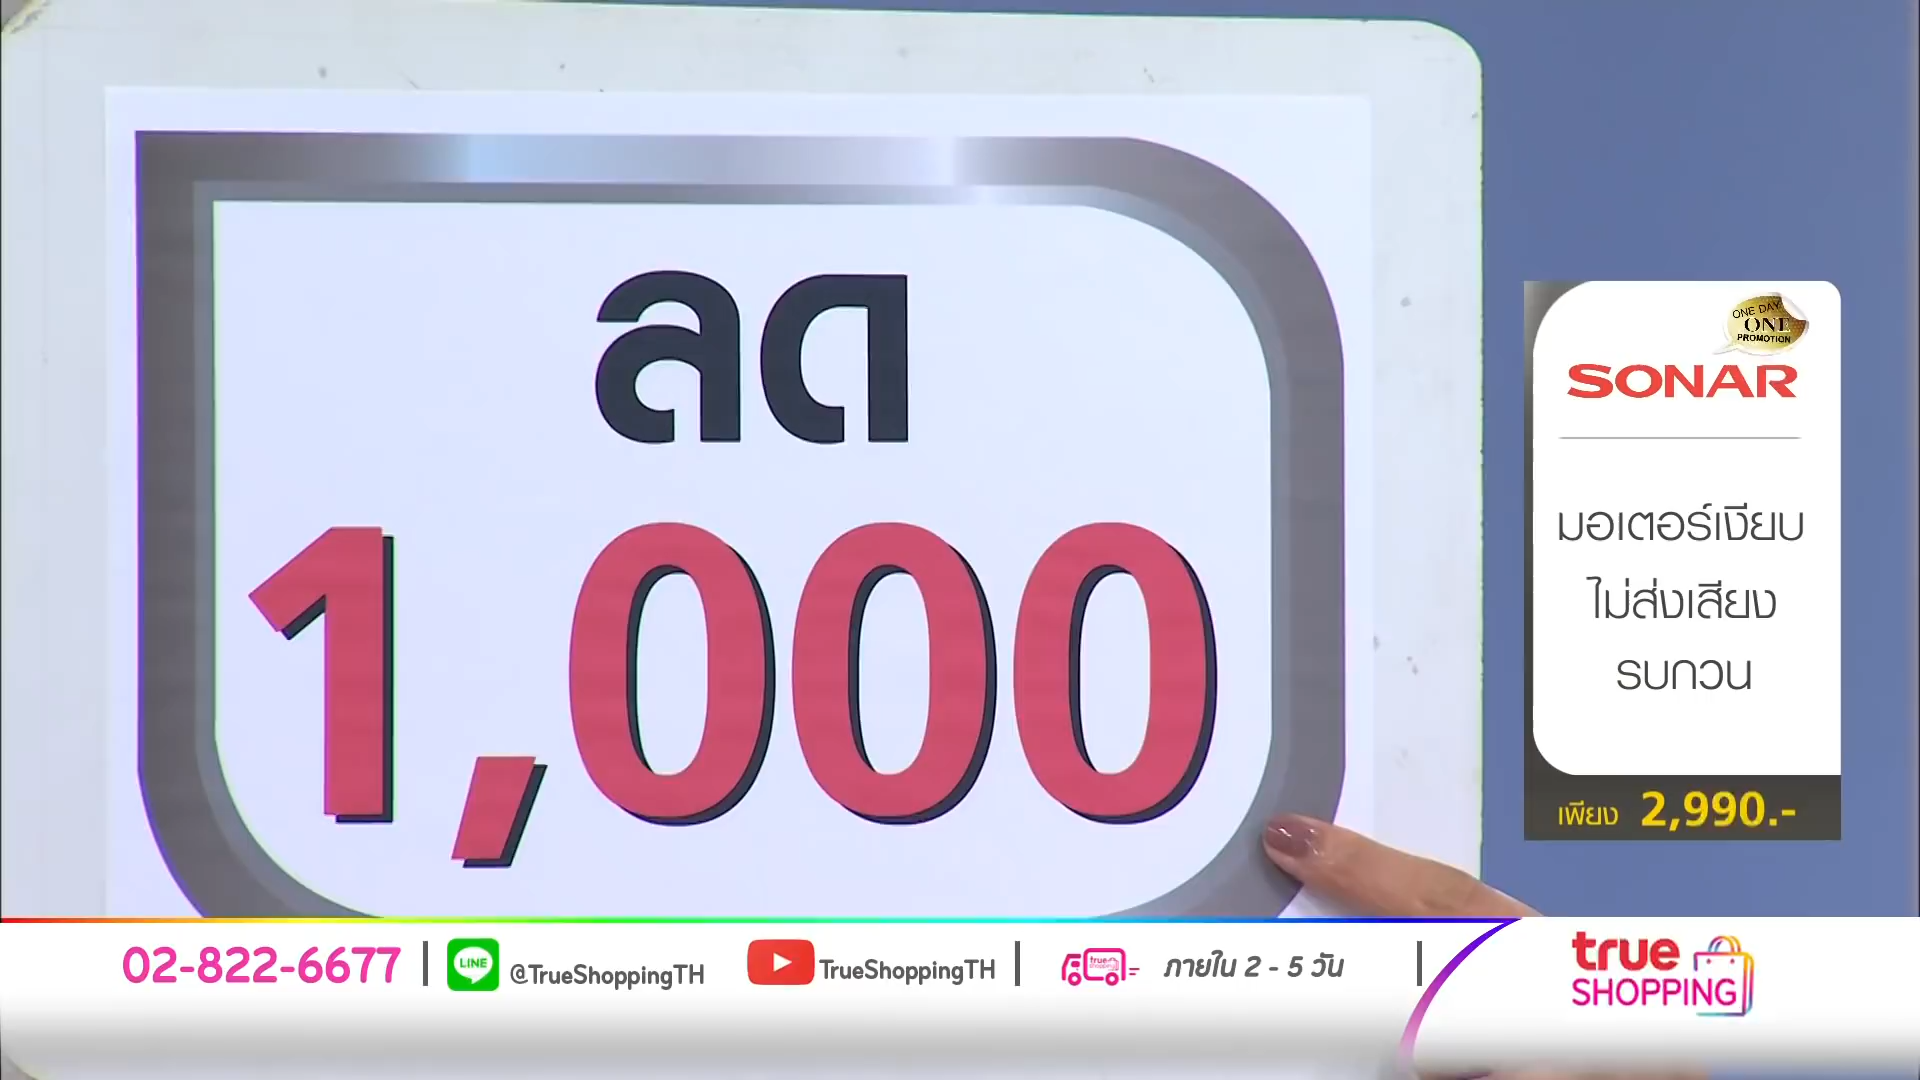 ลด
1,000
ONE DAY
ONE
PROMOTION
SONAR
มอเตอร์เงียบ
ไม่ส่งเสียง
รบกวน
เพียง 2,990.-
02-822-6677
LINE
@TrueShoppingTH
TrueShoppingTH
ภายใน 2 - 5 วัน
true
SHOPPING